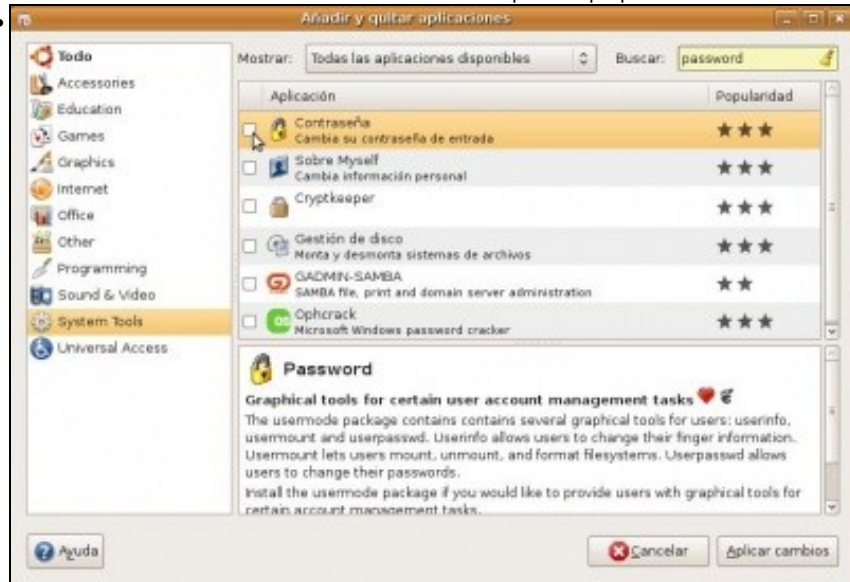 Añadir y quitar aplicaciones
Todo
Accessories
Education
Games
Graphics
Internet
Office
Other
Programming
Sound & Video
System Tools
Universal Access
Mostrar: Todas las aplicaciones disponibles Buscar: password
Aplicación Popularidad
Contraseña
Cambia su contraseña de entrada
Sobre Myself
Cambia información personal
Cryptkeeper
Gestión de disco
Monta y desmonta sistemas de archivos
GADMIN-SAMBA
SAMBA file, print and domain server administration
Ophcrack
Microsoft Windows password cracker
Password
Graphical tools for certain user account management tasks
The usermode package contains contains several graphical tools for users: userinfo,
usermount and userpasswd. Userinfo allows users to change their finger information.
Usermount lets users mount, unmount, and format filesystems. Userpasswd allows
users to change their passwords.
Install the usermode package if you would like to provide users with graphical tools for
certain account management tasks.
Ayuda Cancelar Aplicar cambios